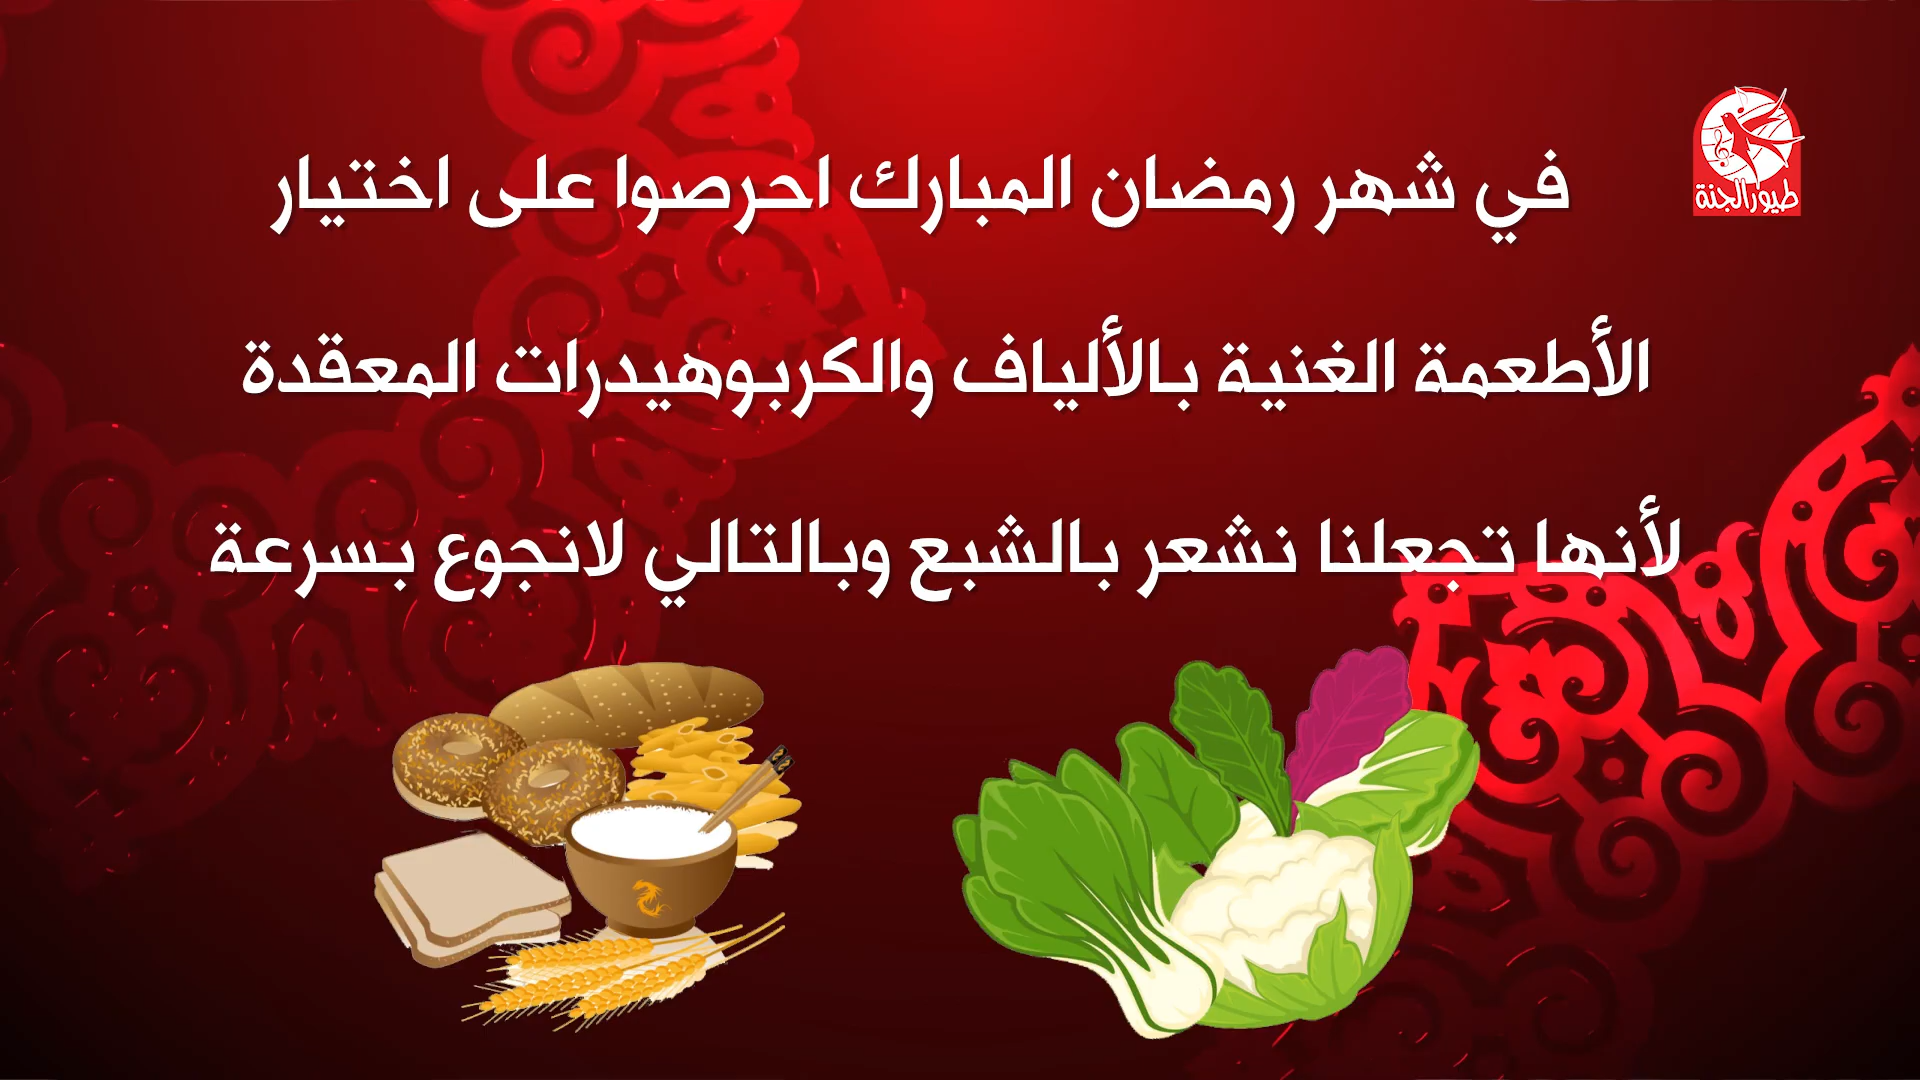 طيور الجنة
في شهر رمضان المبارك احرصوا على اختيار
الأطعمة الغنية بالألياف والكربوهيدرات المعقدة
لأنها تجعلنا نشعر بالشبع وبالتالي لانجوع بسرعة